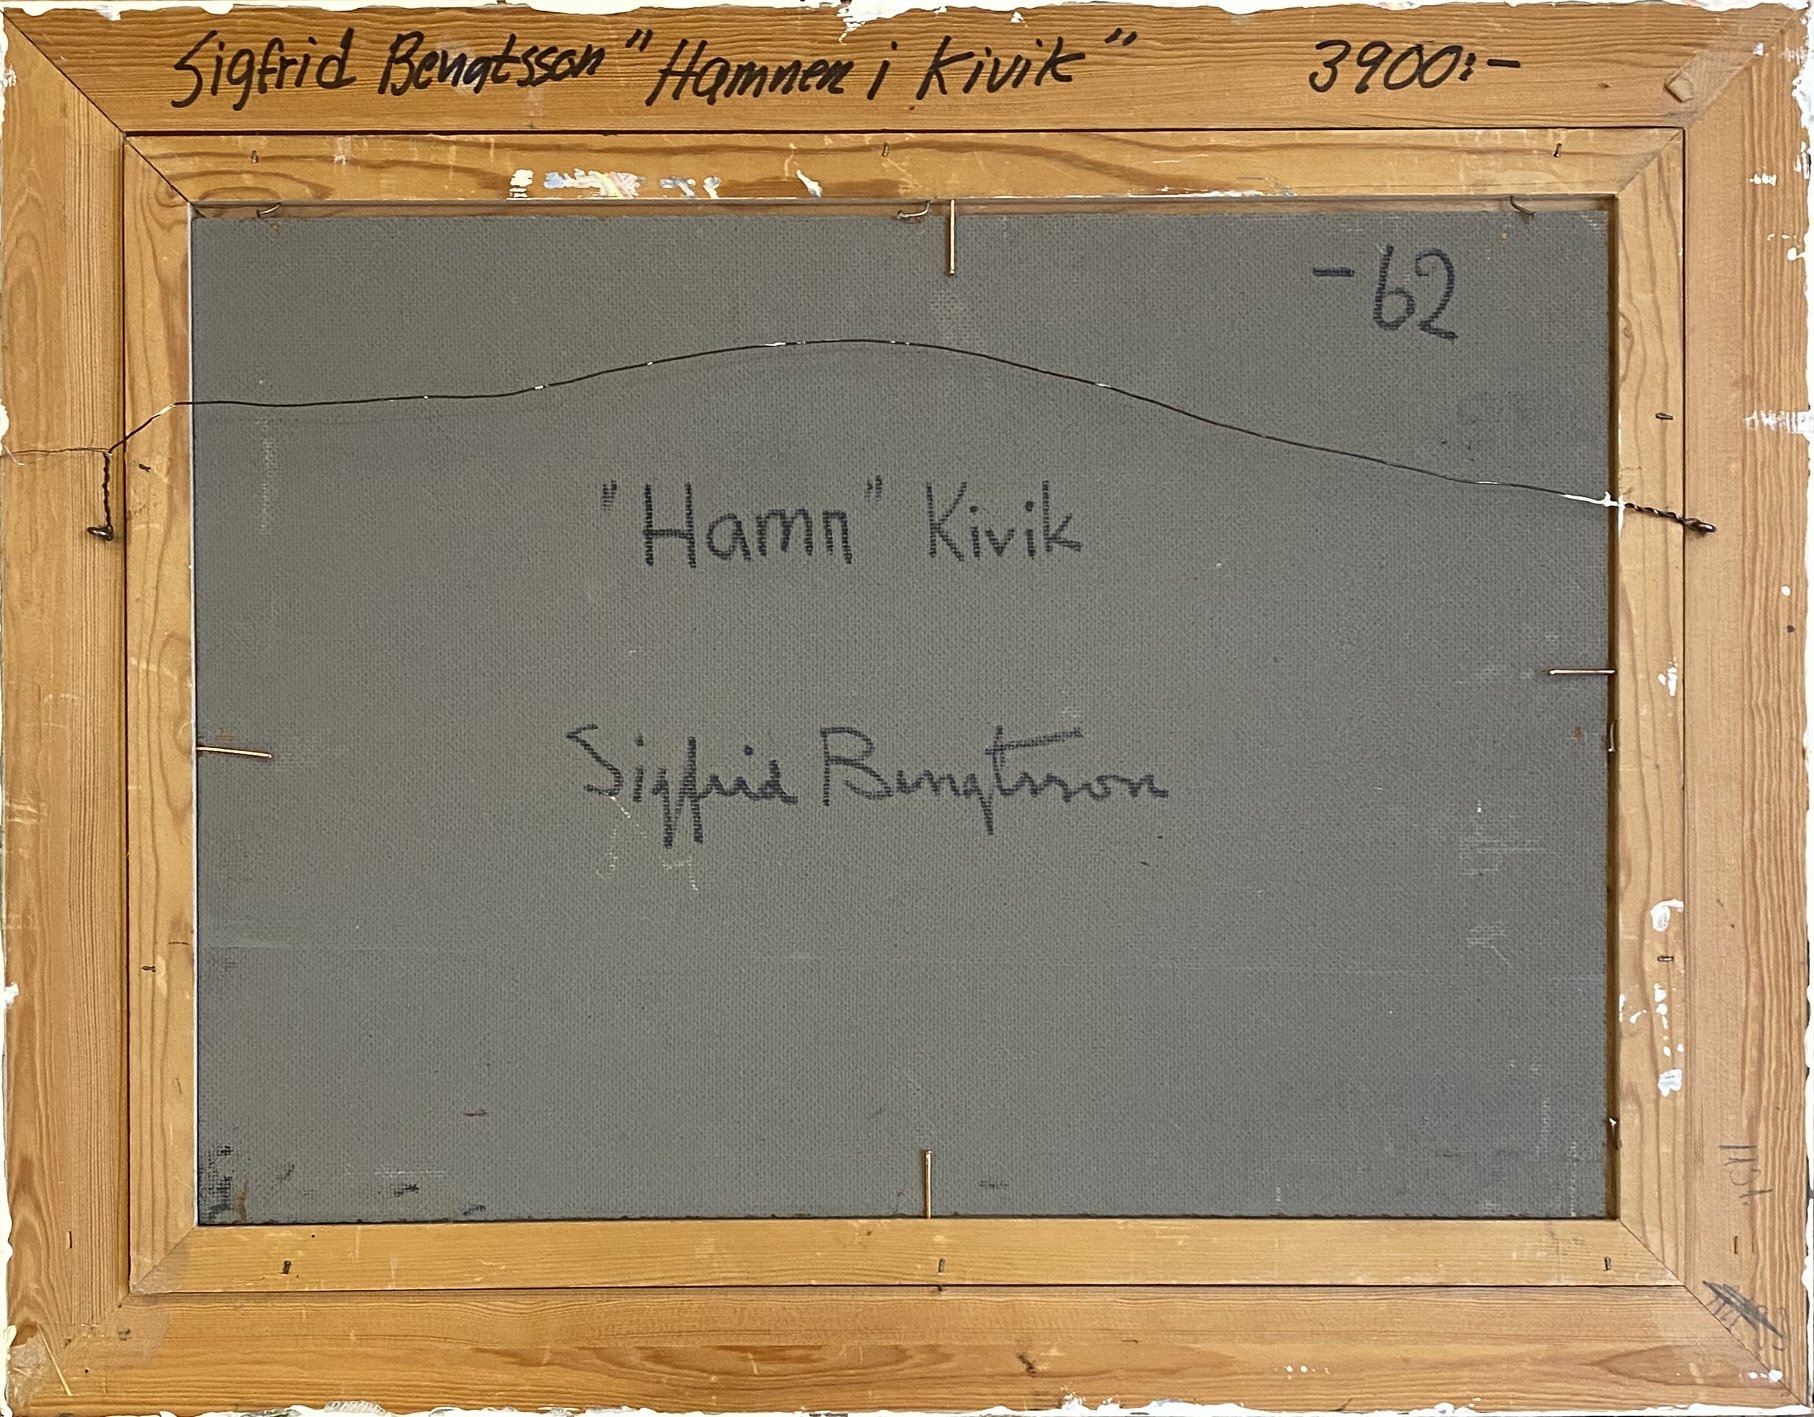 Sigfrid Bengtsson "Hamnen i Kivik" 3900:-
-62
"Hamn" Kivik
Sigfrid Bengtsson